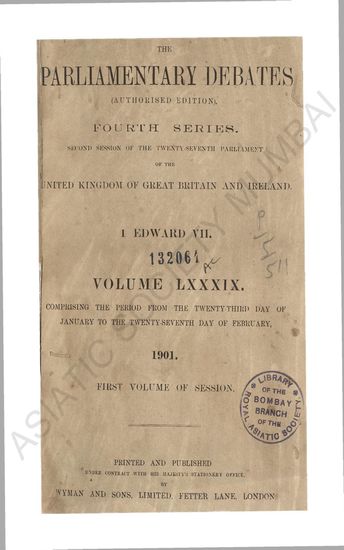 THE
PARLIAMENTARY DEBATES
(AUTHORISED EDITION),
FOURTH SERIES.
SECOND SESSION OF THE TWENTY-SEVENTH PARLIAMENT
OF THE
UNITED KINGDOM OF GREAT BRITAIN AND IRELAND.
1 EDWARD VII.
132064
VOLUME LXXXIX.
COMPRISING THE PERIOD FROM THE TWENTY-THIRD DAY OF
JANUARY TO THE TWENTY-SEVENTH DAY OF FEBRUARY,
1901.
FIRST VOLUME OF SESSION.
LIBRARY
OF THE
BOMBAY
BRANCH
OF THE
ROYAL ASIATIC SOCIETY
PRINTED AND PUBLISHED
UNDER CONTRACT WITH HIS MAJESTY'S STATIONERY OFFICE,
BY
WYMAN AND SONS, LIMITED, FETTER LANE, LONDON
ASIATIC SOCIETY MUMBAI